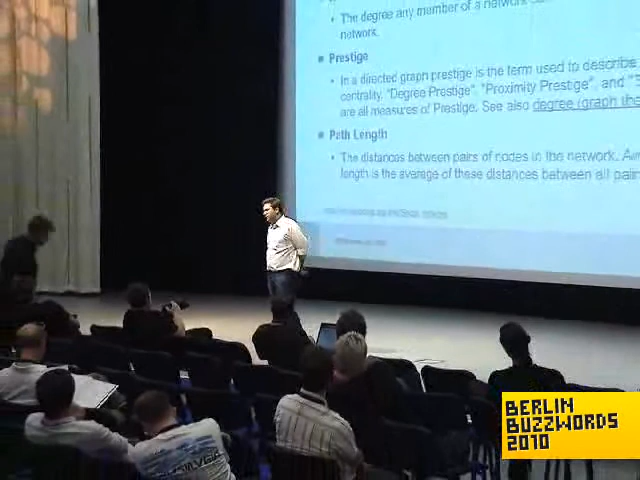 The degree any member of a network
network.
Prestige
In a directed graph prestige is the term used to describe
centrality. "Degree Prestige", "Proximity Prestige", and
are all measures of Prestige. See also degree (graph the
Path Length
The distances between pairs of nodes in the network.
length is the average of these distances between all pair
BERLIN
BUZZWORDS
2010